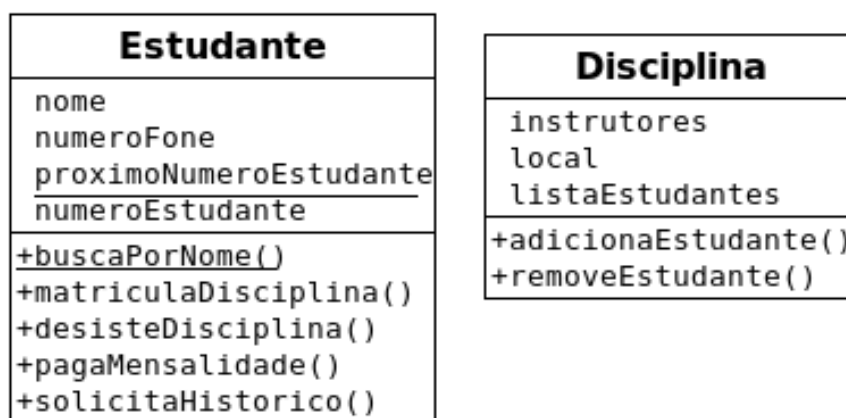 Estudante
nome
numeroFone
proximoNumeroEstudante
numeroEstudante
+buscaPorNome()
+matriculaDisciplina()
+desisteDisciplina()
+pagaMensalidade()
+solicitaHistorico()
Disciplina
instrutores
local
listaEstudantes
+adicionaEstudante()
+removeEstudante()